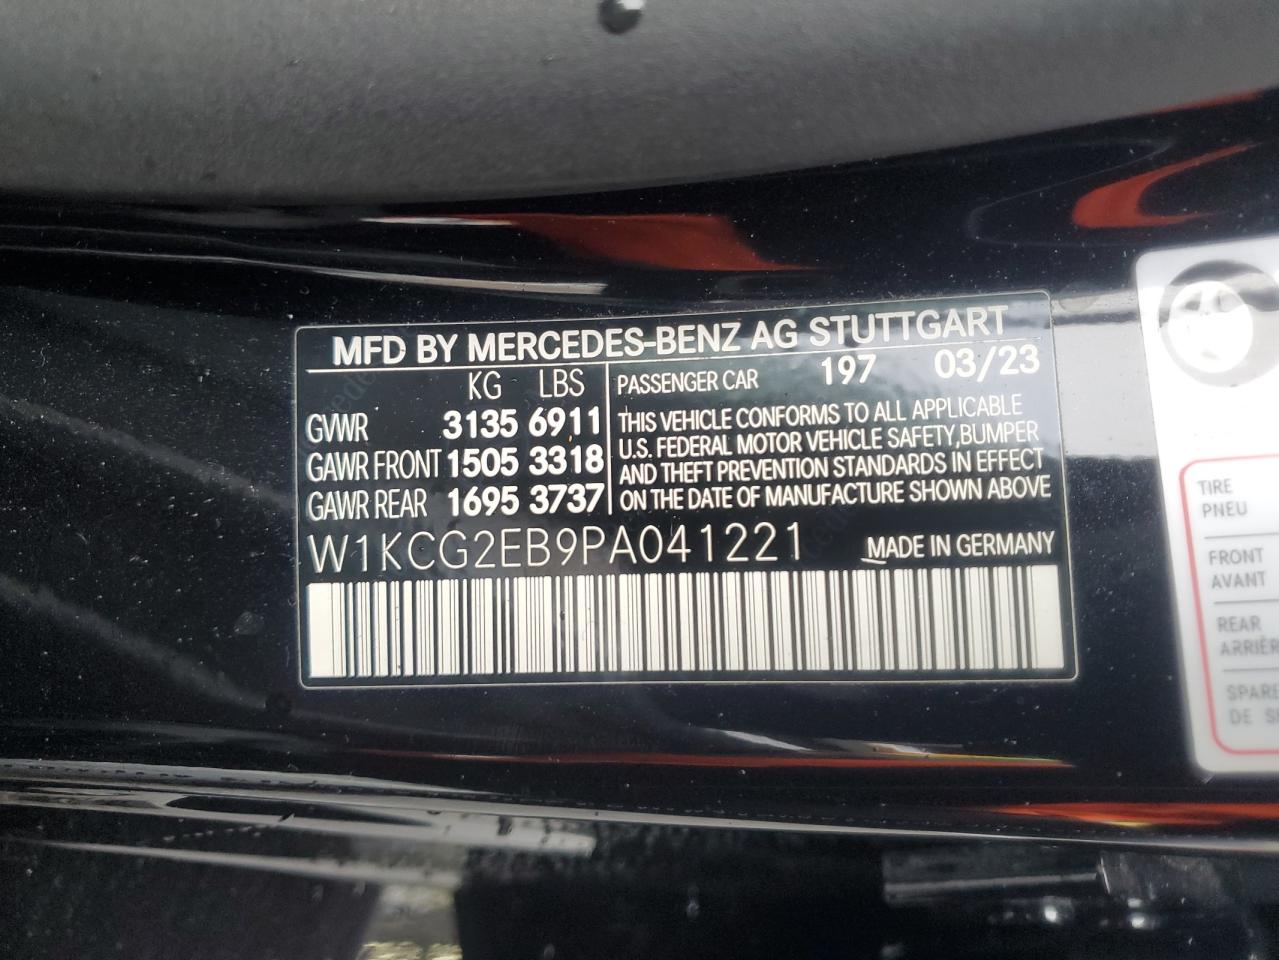 MFD BY MERCEDES-BENZ AG STUTTGART
KG LBS
GVWR 3135 6911
GAWR FRONT 1505 3318
GAWR REAR 1695 3737
PASSENGER CAR 197 03/23
THIS VEHICLE CONFORMS TO ALL APPLICABLE
U.S. FEDERAL MOTOR VEHICLE SAFETY, BUMPER
AND THEFT PREVENTION STANDARDS IN EFFECT
ON THE DATE OF MANUFACTURE SHOWN ABOVE
W1KCG2EB9PA041221 MADE IN GERMANY
TIRE
PNEU
FRONT
AVANT
REAR
DE